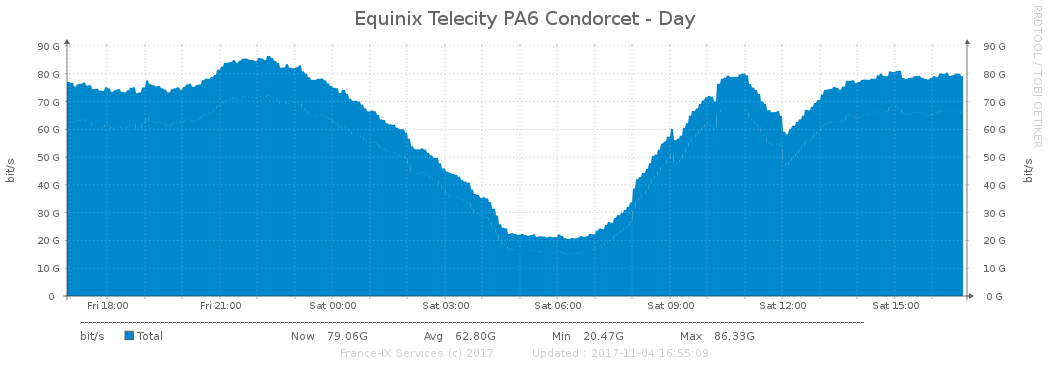 Equinix Telecity PA6 Condorcet - Day
RRDTOOL / TOBI OETIKER
bit/s
90 G 90 G
80 G 80 G
70 G 70 G
60 G 60 G
50 G 50 G
40 G 40 G
30 G 30 G
20 G 20 G
10 G 10 G
0 0 G
bit/s
Fri 18:00 Fri 21:00 Sat 00:00 Sat 03:00 Sat 06:00 Sat 09:00 Sat 12:00 Sat 15:00
bit/s Total Now 79.06G Avg 62.80G Min 20.47G Max 86.33G
France-IX Services (c) 2017 Updated : 2017-11-04 16:55:09